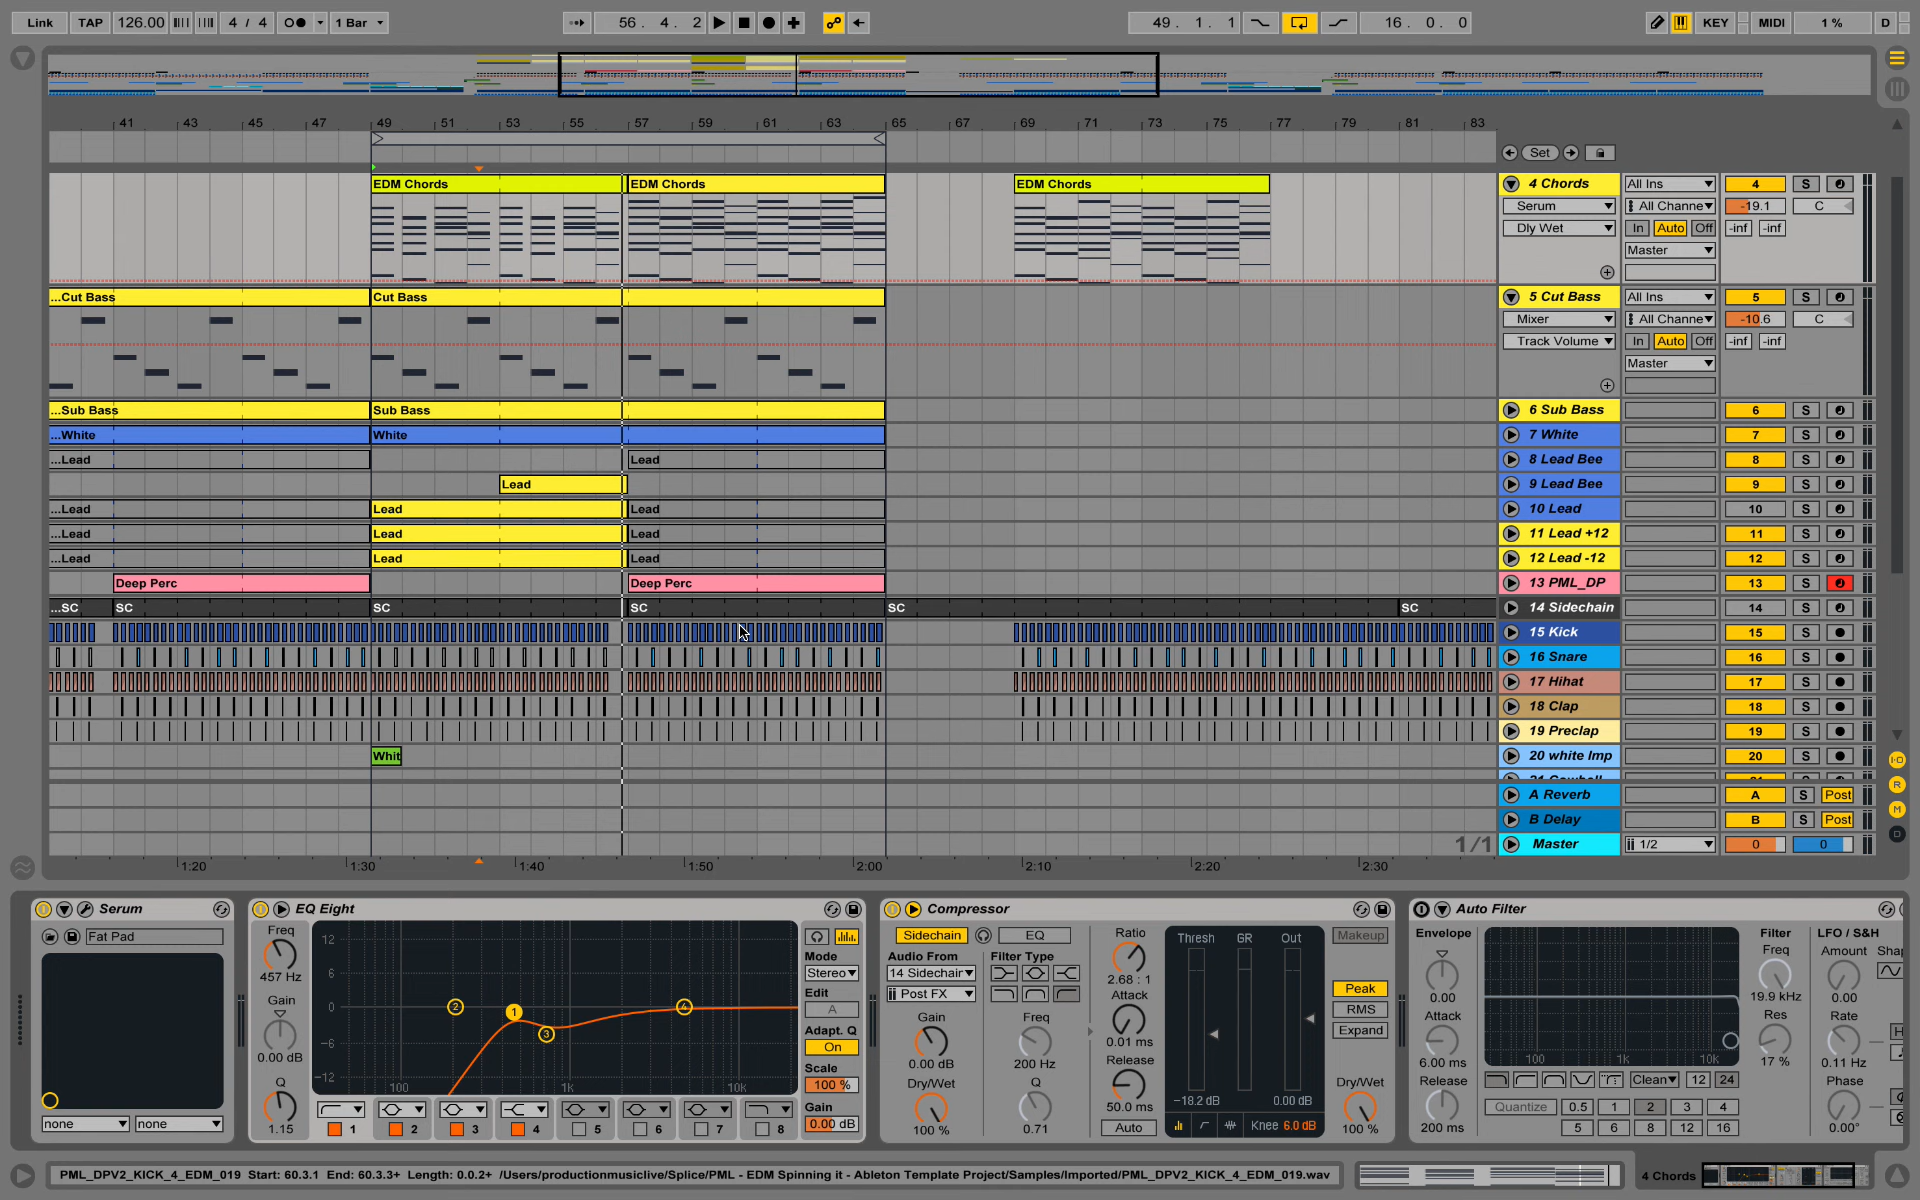 Link TAP 126.00 4 / 4 1 Bar 56. 4. 2 49. 1. 1 16. 0. 0 KEY MIDI 1 % D
41 43 45 47 49 51 53 55 57 59 61 63 65 67 69 71 73 75 77 79 81 83
Set
EDM Chords EDM Chords EDM Chords 4 Chords All Ins 4 S
Serum All Channe -19.1 C
Dly Wet In Auto Off -inf -inf
Master
...Cut Bass Cut Bass 5 Cut Bass All Ins 5 S
Mixer All Channe -10.6 C
Track Volume In Auto Off -inf -inf
Master
...Sub Bass Sub Bass 6 Sub Bass 6 S
...White White 7 White 7 S
...Lead Lead 8 Lead Bee 8 S
Lead 9 Lead Bee 9 S
...Lead Lead Lead 10 Lead 10 S
...Lead Lead Lead 11 Lead +12 11 S
...Lead Lead Lead 12 Lead -12 12 S
Deep Perc Deep Perc 13 PML_DP 13 S
...SC SC SC SC SC SC 14 Sidechain 14 S
15 Kick 15 S
16 Snare 16 S
17 Hihat 17 S
18 Clap 18 S
19 Preclap 19 S
Whit 20 white Imp 20 S
A Reverb A S Post
B Delay B S Post
1/1 Master 1/2 0 0
1:20 1:30 1:40 1:50 2:00 2:10 2:20 2:30
I·O
R
M
D
Serum
Fat Pad
none none
EQ Eight
Freq
457 Hz
Gain
0.00 dB
Q
1.15
12
6
0
-6
-12
100 1k 10k
2 1 3 4
Mode
Stereo
Edit
A
Adapt. Q
On
Scale
100 %
Gain
0.00 dB
1 2 3 4 5 6 7 8
Compressor
Sidechain EQ
Audio From Filter Type
14 Sidechair
Post FX
Gain Freq
0.00 dB 200 Hz
Dry/Wet Q
100 % 0.71
Ratio
2.68 : 1
Attack
0.01 ms
Release
50.0 ms
Auto
Thresh GR Out
-18.2 dB 0.00 dB
Knee 6.0 dB
Makeup
Peak
RMS
Expand
Dry/Wet
100 %
Auto Filter
Envelope
0.00
Attack
6.00 ms
Release
200 ms
100 1k 10k
Clean 12 24
Quantize 0.5 1 2 3 4
5 6 8 12 16
Filter
Freq
19.9 kHz
Res
17 %
LFO / S&H
Amount
0.00
Rate
0.11 Hz
Phase
0.00°
PML_DPV2_KICK_4_EDM_019 Start: 60.3.1 End: 60.3.3+ Length: 0.0.2+ /Users/productionmusiclive/Splice/PML - EDM Spinning it - Ableton Template Project/Samples/Imported/PML_DPV2_KICK_4_EDM_019.wav
4 Chords